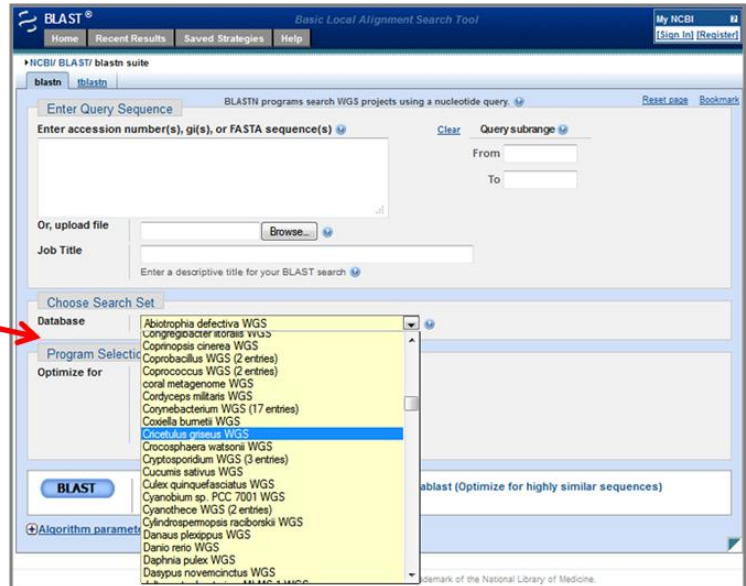 BLAST®
Basic Local Alignment Search Tool
My NCBI
[Sign In] [Register]
Home Recent Results Saved Strategies Help
NCBI/ BLAST/ blastn suite
blastn tblastn
Enter Query Sequence
BLASTN programs search WGS projects using a nucleotide query.
Reset page Bookmark
Enter accession number(s), gi(s), or FASTA sequence(s)
Clear
Query subrange
From
To
Or, upload file
Browse...
Job Title
Enter a descriptive title for your BLAST search
Choose Search Set
Database
Abiotrophia defectiva WGS
Congregibacter litoralis WGS
Coprinopsis cinerea WGS
Program Selectio
Coprobacillus WGS (2 entries)
Optimize for
Coprococcus WGS (2 entries)
coral metagenome WGS
Cordyceps militaris WGS
Corynebacterium WGS (17 entries)
Coxiella burnetii WGS
Cricetulus griseus WGS
Crocosphaera watsonii WGS
Cryptosporidium WGS (3 entries)
Cucumis sativus WGS
Culex quinquefasciatus WGS
BLAST
ablast (Optimize for highly similar sequences)
Cyanobium sp. PCC 7001 WGS
Cyanothece WGS (2 entries)
Cylindrospermopsis raciborskii WGS
Algorithm paramete
Danaus plexippus WGS
Danio rerio WGS
Daphnia pulex WGS
Dasypus novemcinctus WGS
demark of the National Library of Medicine.